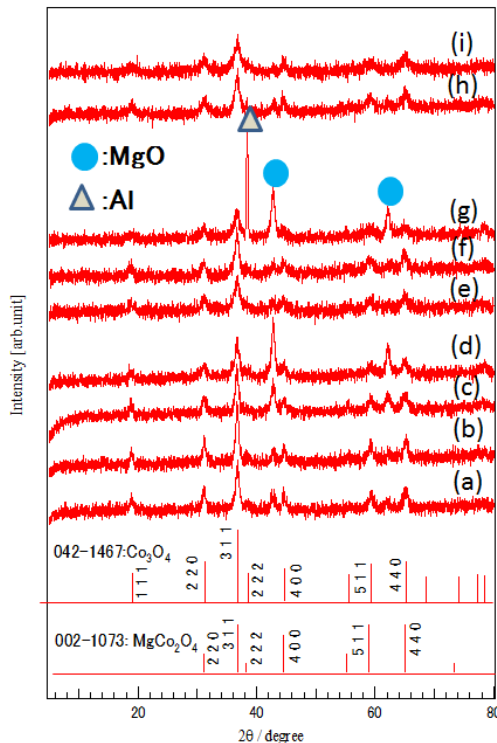 (i)
(h)
:MgO
:Al
(g)
(f)
(e)
(d)
(c)
(b)
(a)
Intensity [arb.unit]
042-1467:Co₃O₄
1 1 1
2 2 0
3 1 1
2 2 2
4 0 0
5 1 1
4 4 0
002-1073: MgCo₂O₄
2 2 0
3 1 1
2 2 2
4 0 0
5 1 1
4 4 0
20 40 60 80
2θ / degree